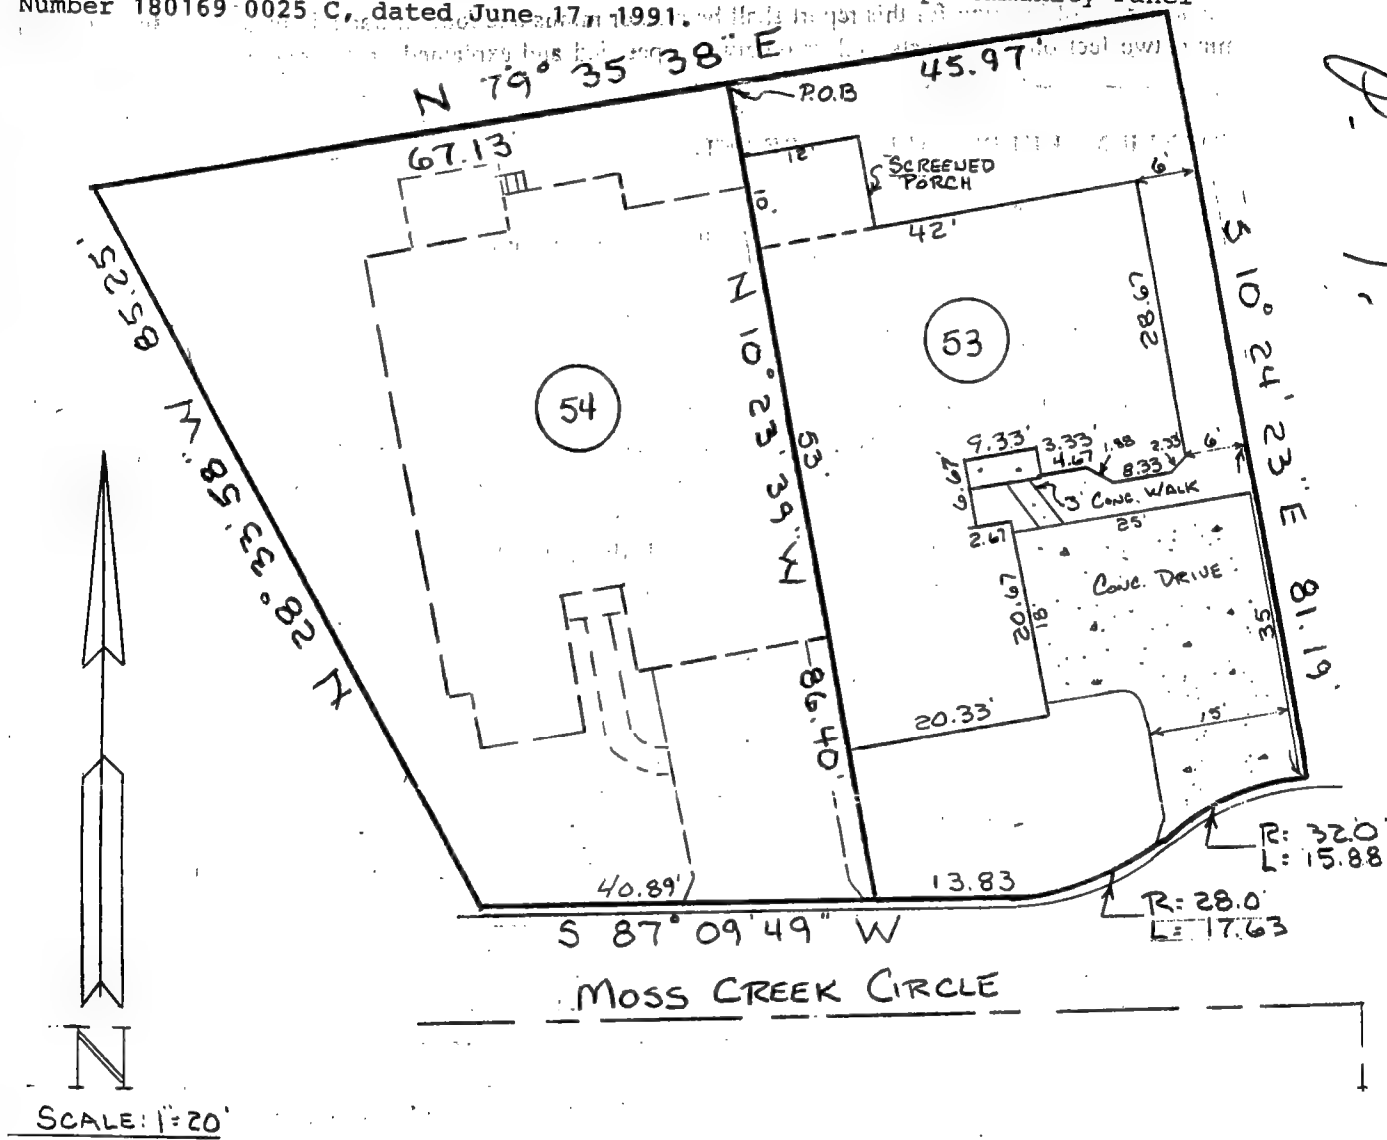 Number 180169 0025 C, dated June 17, 1991.
N 79° 35' 38" E
45.97'
P.O.B
67.13'
12'
SCREENED
PORCH
6'
10'
42'
85.25'
N 28° 33' 58" W
N 10° 23' 39" W
86.40'
S 10° 24' 23" E
81.19'
28.67
53
54
53'
9.33'
3.33'
4.67
1.88
2.33
8.33
6'
6.67
3' CONC. WALK
25'
2.67
CONC. DRIVE
20.67
18'
35'
20.33'
15'
R: 32.0'
L: 15.88
40.89'
13.83
R: 28.0'
L: 17.63
S 87° 09' 49" W
MOSS CREEK CIRCLE
N
SCALE: 1"=20'